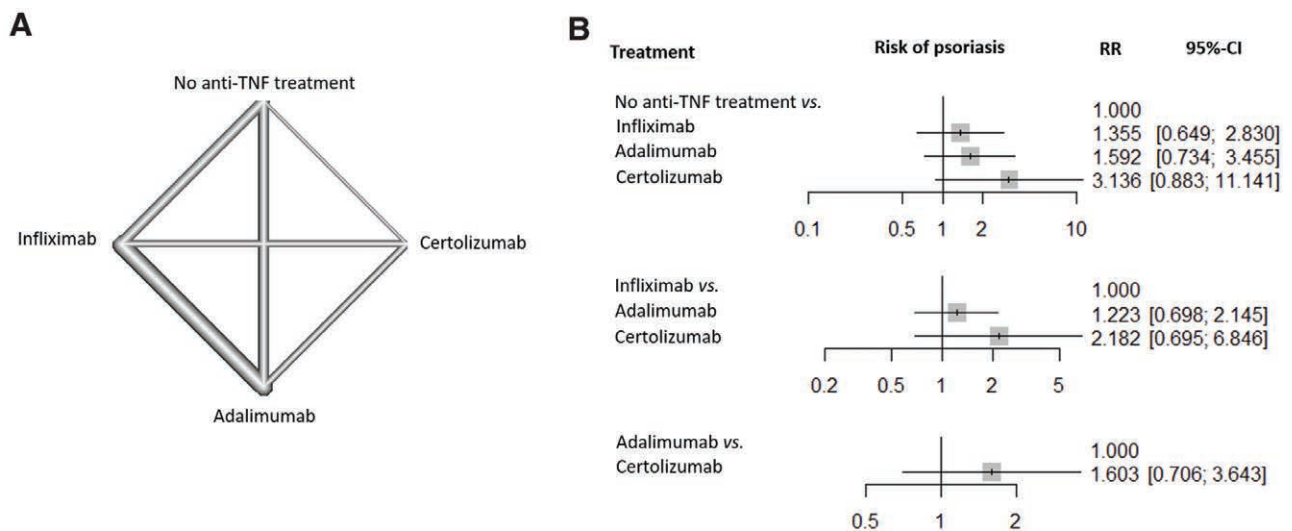 A
No anti-TNF treatment
Infliximab
Certolizumab
Adalimumab
B
Treatment Risk of psoriasis RR 95%-CI
No anti-TNF treatment vs. 1.000
Infliximab 1.355 [0.649; 2.830]
Adalimumab 1.592 [0.734; 3.455]
Certolizumab 3.136 [0.883; 11.141]
0.1 0.5 1 2 10
Infliximab vs. 1.000
Adalimumab 1.223 [0.698; 2.145]
Certolizumab 2.182 [0.695; 6.846]
0.2 0.5 1 2 5
Adalimumab vs. 1.000
Certolizumab 1.603 [0.706; 3.643]
0.5 1 2